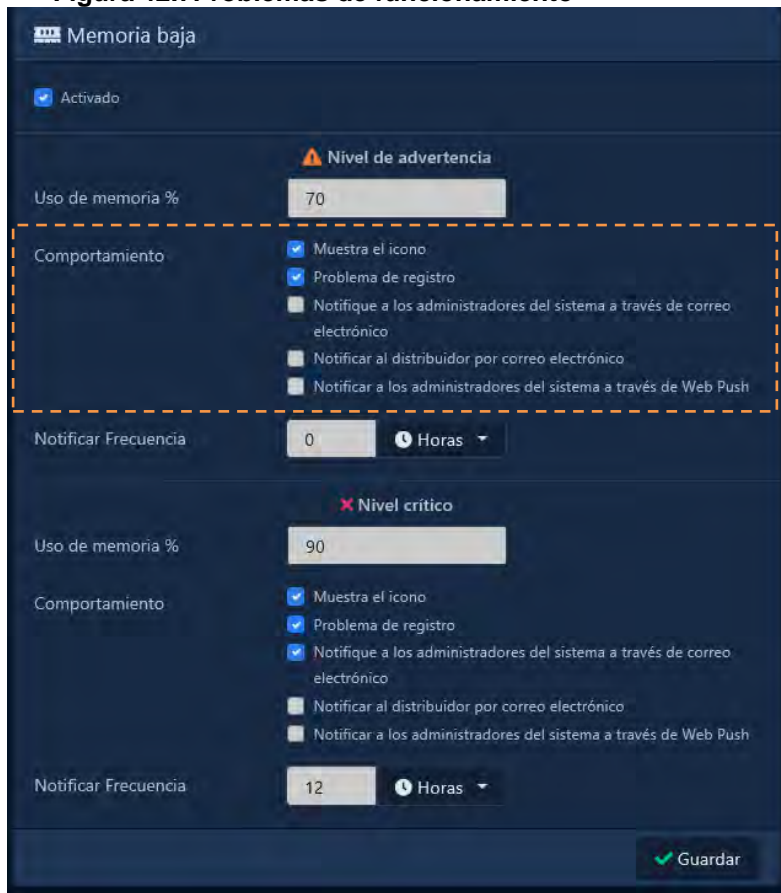 Memoria baja
Activado
Nivel de advertencia
Uso de memoria %
70
Comportamiento
Muestra el icono
Problema de registro
Notifique a los administradores del sistema a través de correo
electrónico
Notificar al distribuidor por correo electrónico
Notificar a los administradores del sistema a través de Web Push
Notificar Frecuencia
0
Horas
Nivel crítico
Uso de memoria %
90
Comportamiento
Muestra el icono
Problema de registro
Notifique a los administradores del sistema a través de correo
electrónico
Notificar al distribuidor por correo electrónico
Notificar a los administradores del sistema a través de Web Push
Notificar Frecuencia
12
Horas
Guardar